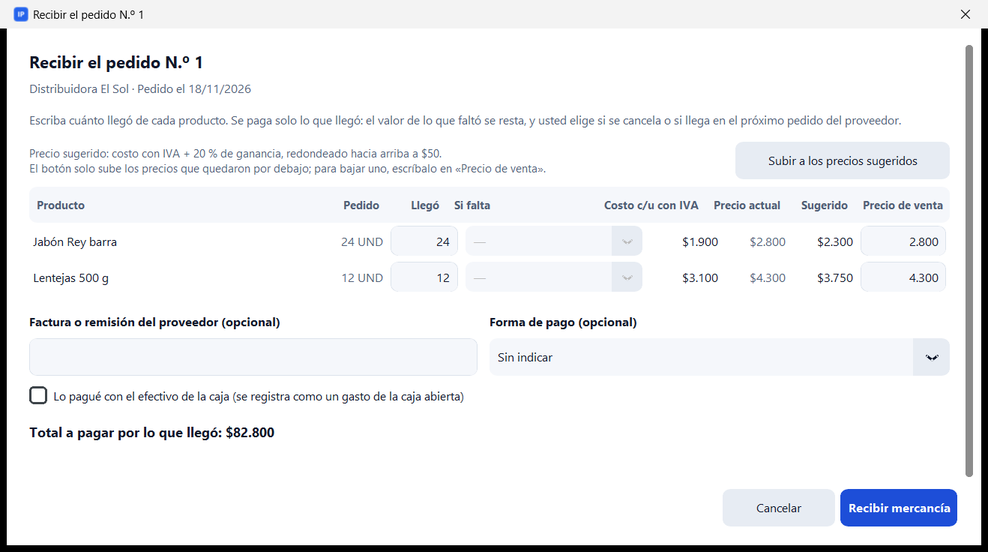 IP Recibir el pedido N.º 1
Recibir el pedido N.º 1
Distribuidora El Sol · Pedido el 18/11/2026
Escriba cuánto llegó de cada producto. Se paga solo lo que llegó: el valor de lo que faltó se resta, y usted elige si se cancela o si llega en el próximo pedido del proveedor.
Precio sugerido: costo con IVA + 20 % de ganancia, redondeado hacia arriba a $50.
El botón solo sube los precios que quedaron por debajo; para bajar uno, escríbalo en «Precio de venta».
Subir a los precios sugeridos
Producto Pedido Llegó Si falta Costo c/u con IVA Precio actual Sugerido Precio de venta
Jabón Rey barra 24 UND 24 — $1.900 $2.800 $2.300 2.800
Lentejas 500 g 12 UND 12 — $3.100 $4.300 $3.750 4.300
Factura o remisión del proveedor (opcional) Forma de pago (opcional)
Sin indicar
Lo pagué con el efectivo de la caja (se registra como un gasto de la caja abierta)
Total a pagar por lo que llegó: $82.800
Cancelar Recibir mercancía